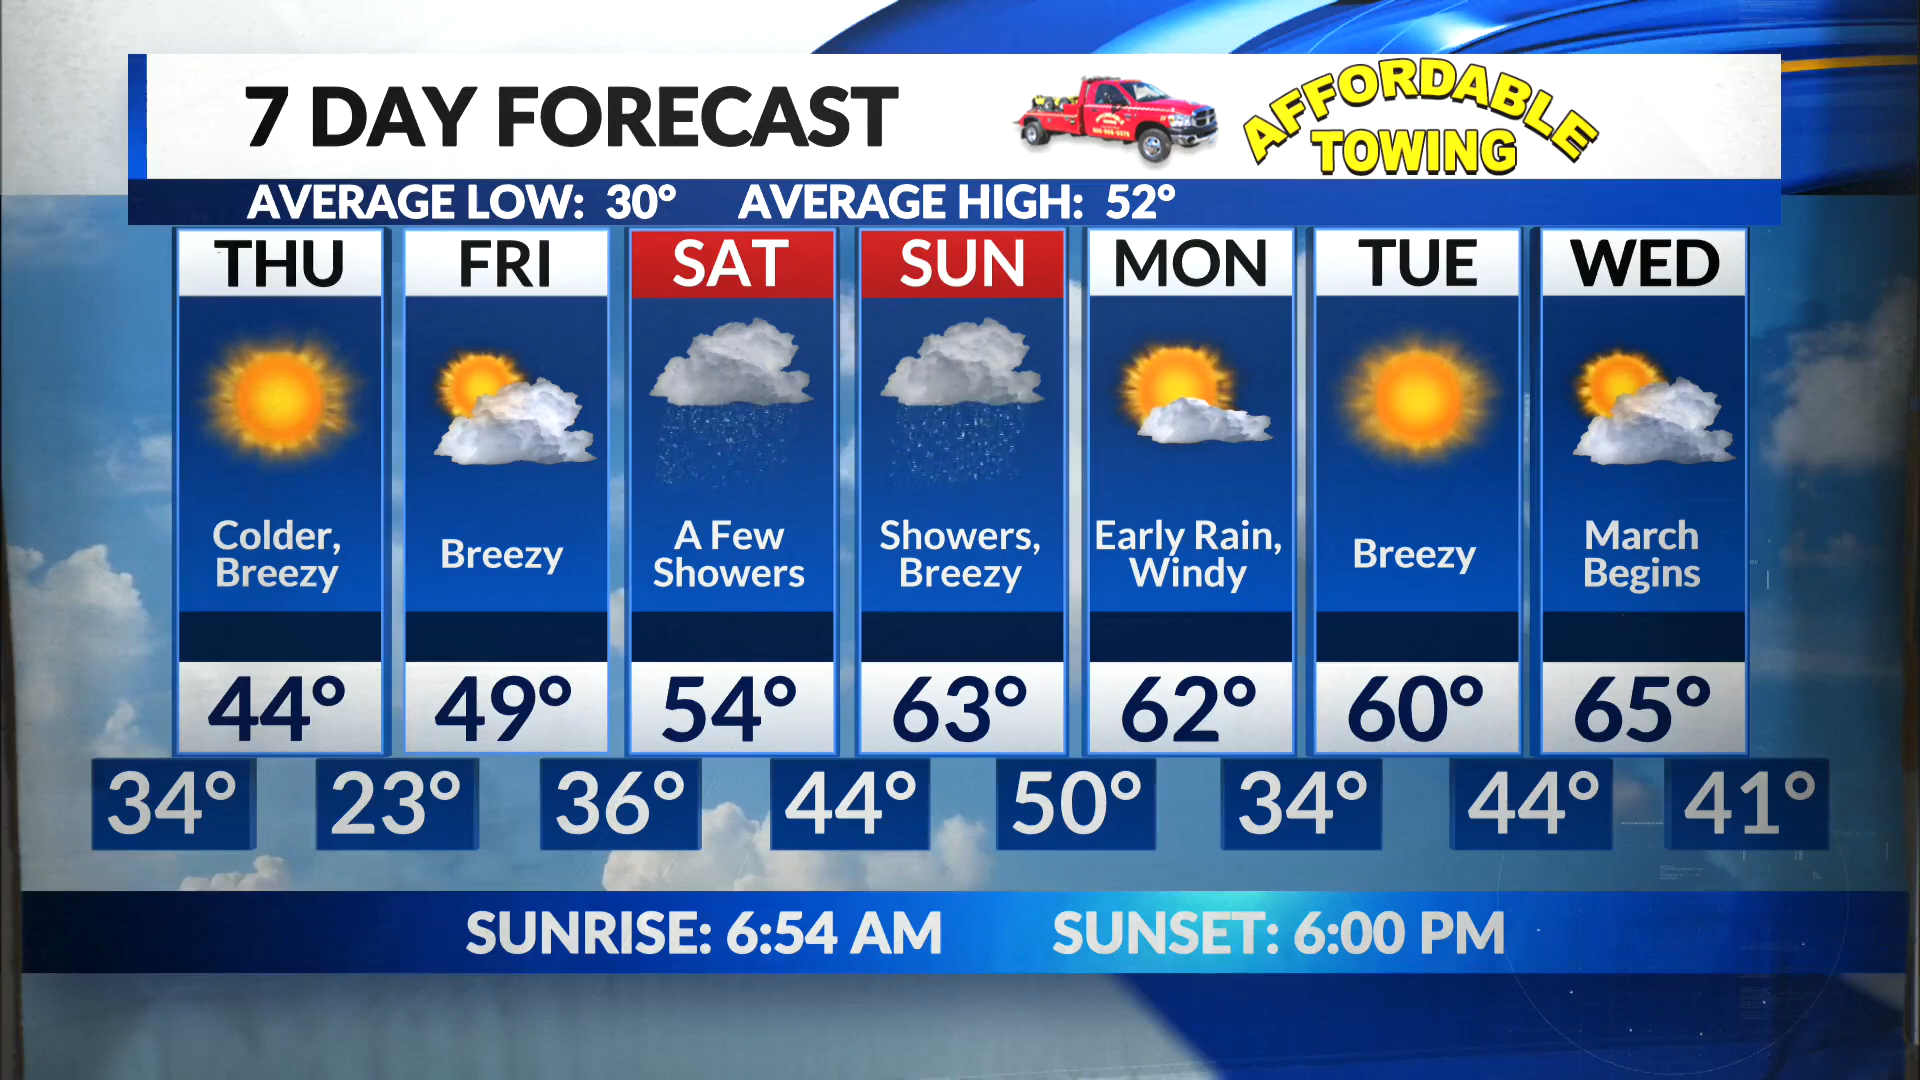 7 DAY FORECAST
AFFORDABLE
TOWING
AVERAGE LOW: 30° AVERAGE HIGH: 52°
THU FRI SAT SUN MON TUE WED
Colder, Breezy A Few Showers, Early Rain, Breezy March
Breezy Showers Breezy Windy Begins
44° 49° 54° 63° 62° 60° 65°
34° 23° 36° 44° 50° 34° 44° 41°
SUNRISE: 6:54 AM SUNSET: 6:00 PM